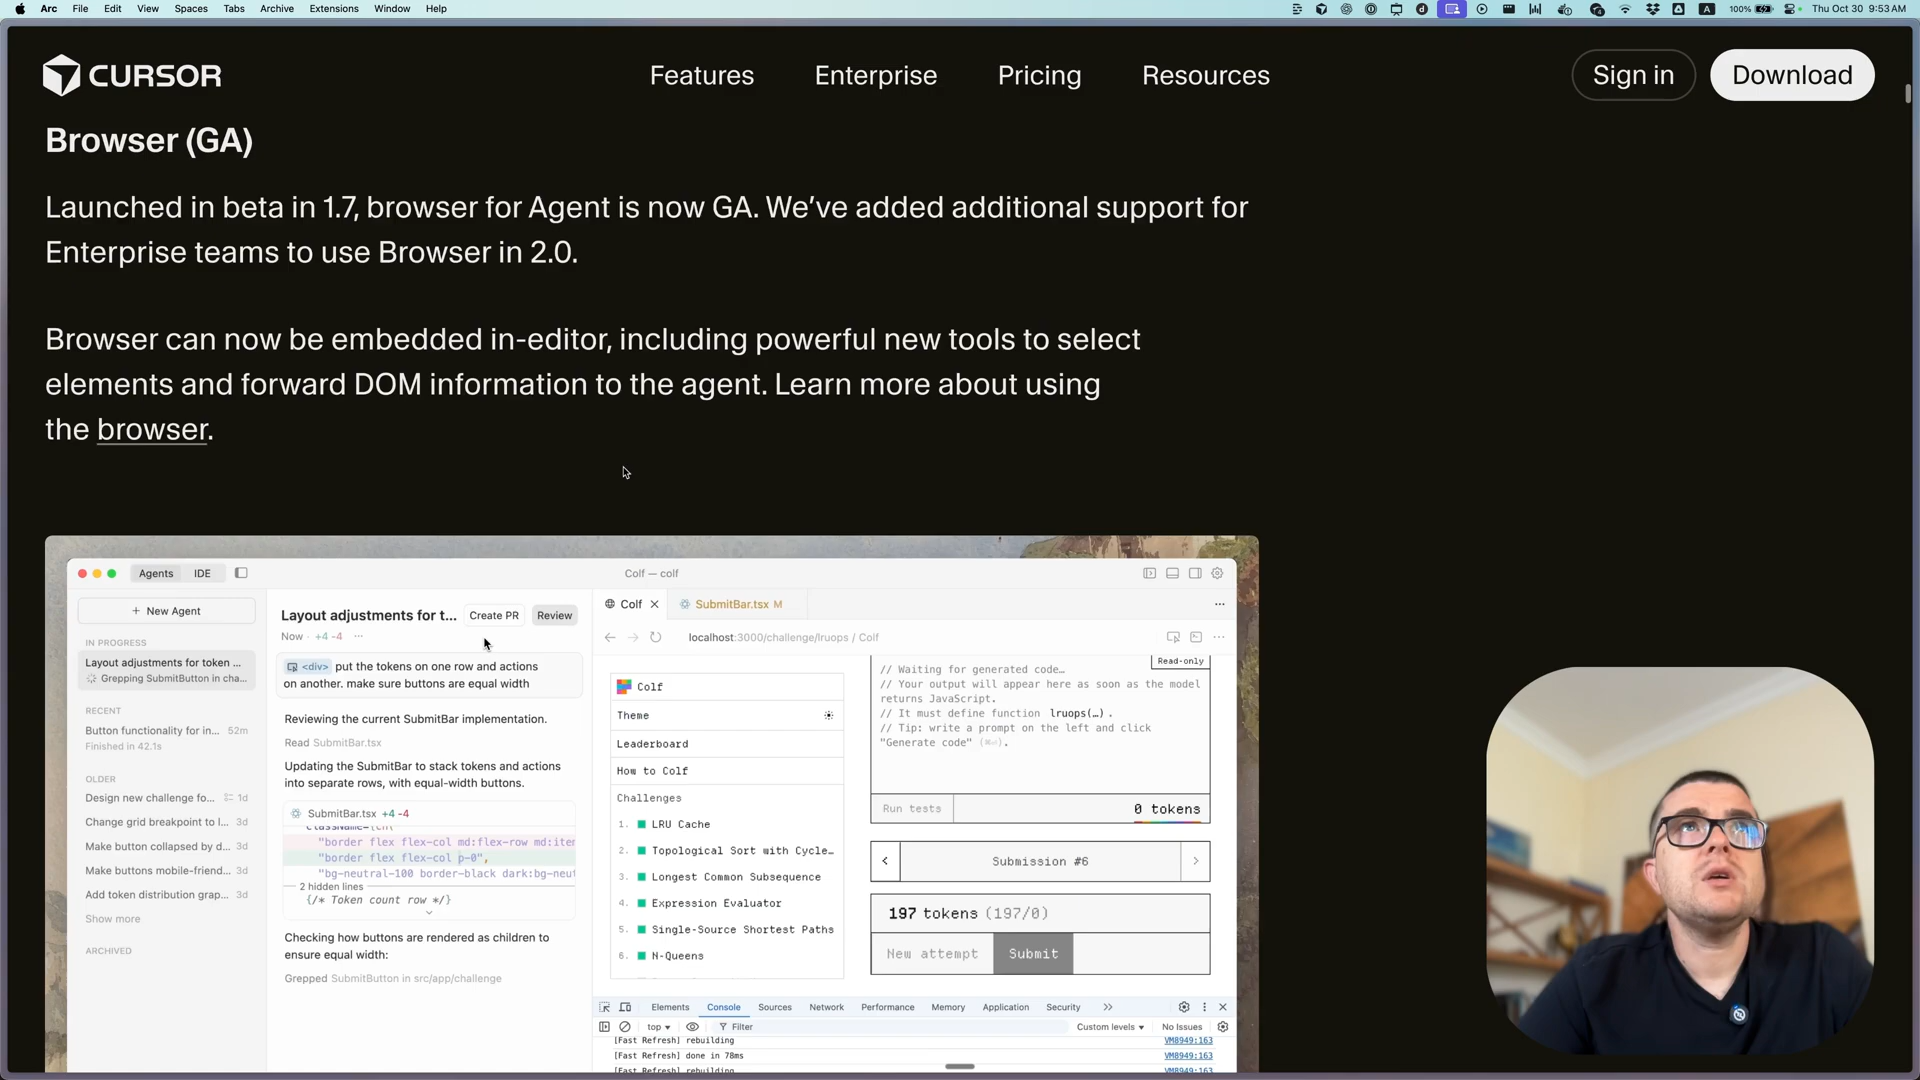 Arc File Edit View Spaces Tabs Archive Extensions Window Help
100% Thu Oct 30 9:53 AM
CURSOR
Features Enterprise Pricing Resources
Sign in Download
Browser (GA)
Launched in beta in 1.7, browser for Agent is now GA. We’ve added additional support for
Enterprise teams to use Browser in 2.0.
Browser can now be embedded in-editor, including powerful new tools to select
elements and forward DOM information to the agent. Learn more about using
the browser.
Agents IDE
Colf — colf
+ New Agent
IN PROGRESS
Layout adjustments for token ...
Grepping SubmitButton in cha...
RECENT
Button functionality for in... 52m
Finished in 42.1s
OLDER
Design new challenge fo... 1d
Change grid breakpoint to l... 3d
Make button collapsed by d... 3d
Make buttons mobile-friend... 3d
Add token distribution grap... 3d
Show more
ARCHIVED
Layout adjustments for t... Create PR Review
Now · +4 -4 ...
<div> put the tokens on one row and actions
on another. make sure buttons are equal width
Reviewing the current SubmitBar implementation.
Read SubmitBar.tsx
Updating the SubmitBar to stack tokens and actions
into separate rows, with equal-width buttons.
SubmitBar.tsx +4 -4
className={cn(
"border flex flex-col md:flex-row md:iter
"border flex flex-col p-0",
"bg-neutral-100 border-black dark:bg-neut
2 hidden lines
{/* Token count row */}
Checking how buttons are rendered as children to
ensure equal width:
Grepped SubmitButton in src/app/challenge
Colf SubmitBar.tsx M
localhost:3000/challenge/lruops / Colf
Colf
Theme
Leaderboard
How to Colf
Challenges
1. LRU Cache
2. Topological Sort with Cycle…
3. Longest Common Subsequence
4. Expression Evaluator
5. Single-Source Shortest Paths
6. N-Queens
Read-only
// Waiting for generated code…
// Your output will appear here as soon as the model
returns JavaScript.
// It must define function lruops(…) .
// Tip: write a prompt on the left and click
"Generate code" (⌘⏎).
Run tests 0 tokens
< Submission #6 >
197 tokens (197/0)
New attempt Submit
Elements Console Sources Network Performance Memory Application Security
top Filter Custom levels No Issues
[Fast Refresh] rebuilding VM8949:163
[Fast Refresh] done in 78ms VM8949:163
[Fast Refresh] rebuilding VM8949:163